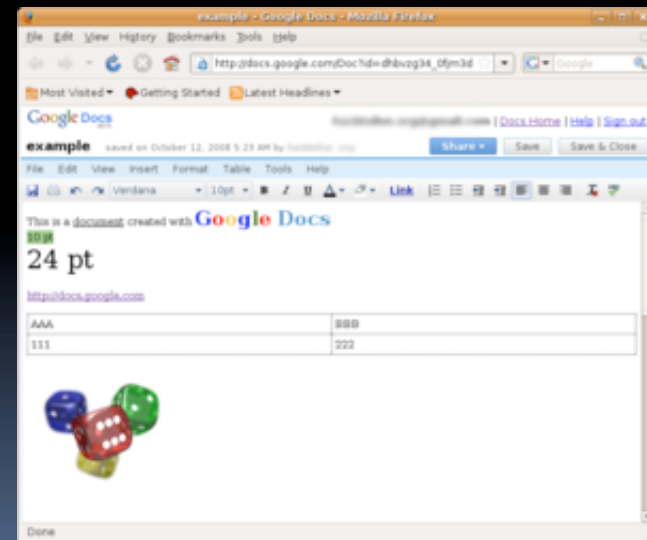 example - Google Docs - Mozilla Firefox
File Edit View History Bookmarks Tools Help
http://docs.google.com/Doc?id=dhbvzg34_0fjm3d Google
Most Visited Getting Started Latest Headlines
Google Docs Docs Home | Help | Sign out
example saved on October 12, 2008 5:23 AM by Share Save Save & Close
File Edit View Insert Format Table Tools Help
Verdana 10pt B I U A Link
This is a document created with Google Docs
10 pt
24 pt
http://docs.google.com
AAA BBB
111 222
Done